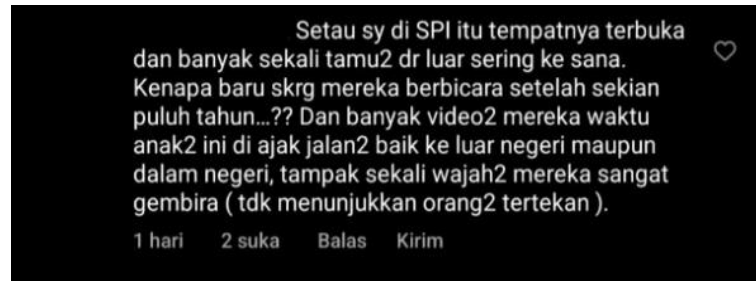 Setau sy di SPI itu tempatnya terbuka
dan banyak sekali tamu2 dr luar sering ke sana.
Kenapa baru skrg mereka berbicara setelah sekian
puluh tahun...?? Dan banyak video2 mereka waktu
anak2 ini di ajak jalan2 baik ke luar negeri maupun
dalam negeri, tampak sekali wajah2 mereka sangat
gembira ( tdk menunjukkan orang2 tertekan ).
1 hari 2 suka Balas Kirim